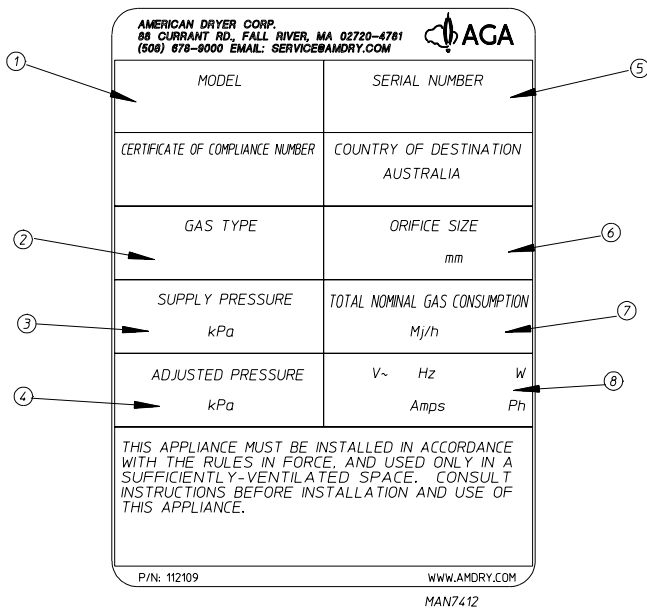 AMERICAN DRYER CORP.
88 CURRANT RD., FALL RIVER, MA 02720-4781
(508) 678-9000 EMAIL: SERVICE@AMDRY.COM
AGA
1
MODEL
SERIAL NUMBER
5
CERTIFICATE OF COMPLIANCE NUMBER
COUNTRY OF DESTINATION
AUSTRALIA
2
GAS TYPE
ORIFICE SIZE
mm
6
3
SUPPLY PRESSURE
kPa
TOTAL NOMINAL GAS CONSUMPTION
Mj/h
7
4
ADJUSTED PRESSURE
kPa
V~ Hz W
Amps Ph
8
THIS APPLIANCE MUST BE INSTALLED IN ACCORDANCE
WITH THE RULES IN FORCE, AND USED ONLY IN A
SUFFICIENTLY-VENTILATED SPACE. CONSULT
INSTRUCTIONS BEFORE INSTALLATION AND USE OF
THIS APPLIANCE.
P/N: 112109
WWW.AMDRY.COM
MAN7412